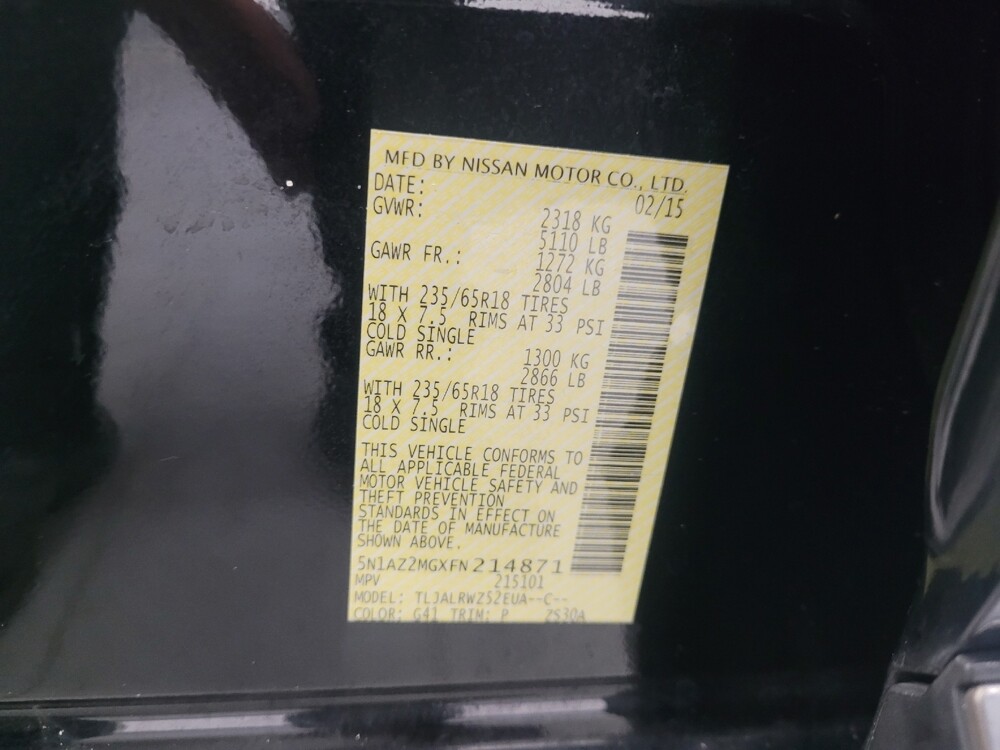 MFD BY NISSAN MOTOR CO., LTD.
DATE: 02/15
GVWR: 2318 KG
5110 LB
GAWR FR.: 1272 KG
2804 LB
WITH 235/65R18 TIRES
18 X 7.5 RIMS AT 33 PSI
COLD SINGLE
GAWR RR.: 1300 KG
2866 LB
WITH 235/65R18 TIRES
18 X 7.5 RIMS AT 33 PSI
COLD SINGLE
THIS VEHICLE CONFORMS TO
ALL APPLICABLE FEDERAL
MOTOR VEHICLE SAFETY AND
THEFT PREVENTION
STANDARDS IN EFFECT ON
THE DATE OF MANUFACTURE
SHOWN ABOVE.
5N1AZ2MGXFN214871
MPV 215101
MODEL: TLJALRWZ52EUA--C--
COLOR: G41 TRIM: P ZS30A